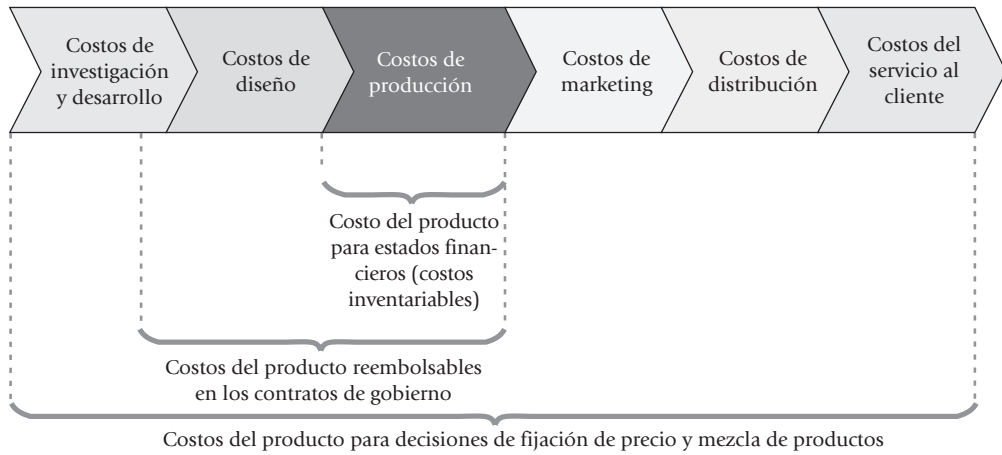 Costos de
investigación
y desarrollo
Costos de
diseño
Costos de
producción
Costos de
marketing
Costos de
distribución
Costos del
servicio al
cliente
Costo del producto
para estados finan-
cieros (costos
inventariables)
Costos del producto reembolsables
en los contratos de gobierno
Costos del producto para decisiones de fijación de precio y mezcla de productos